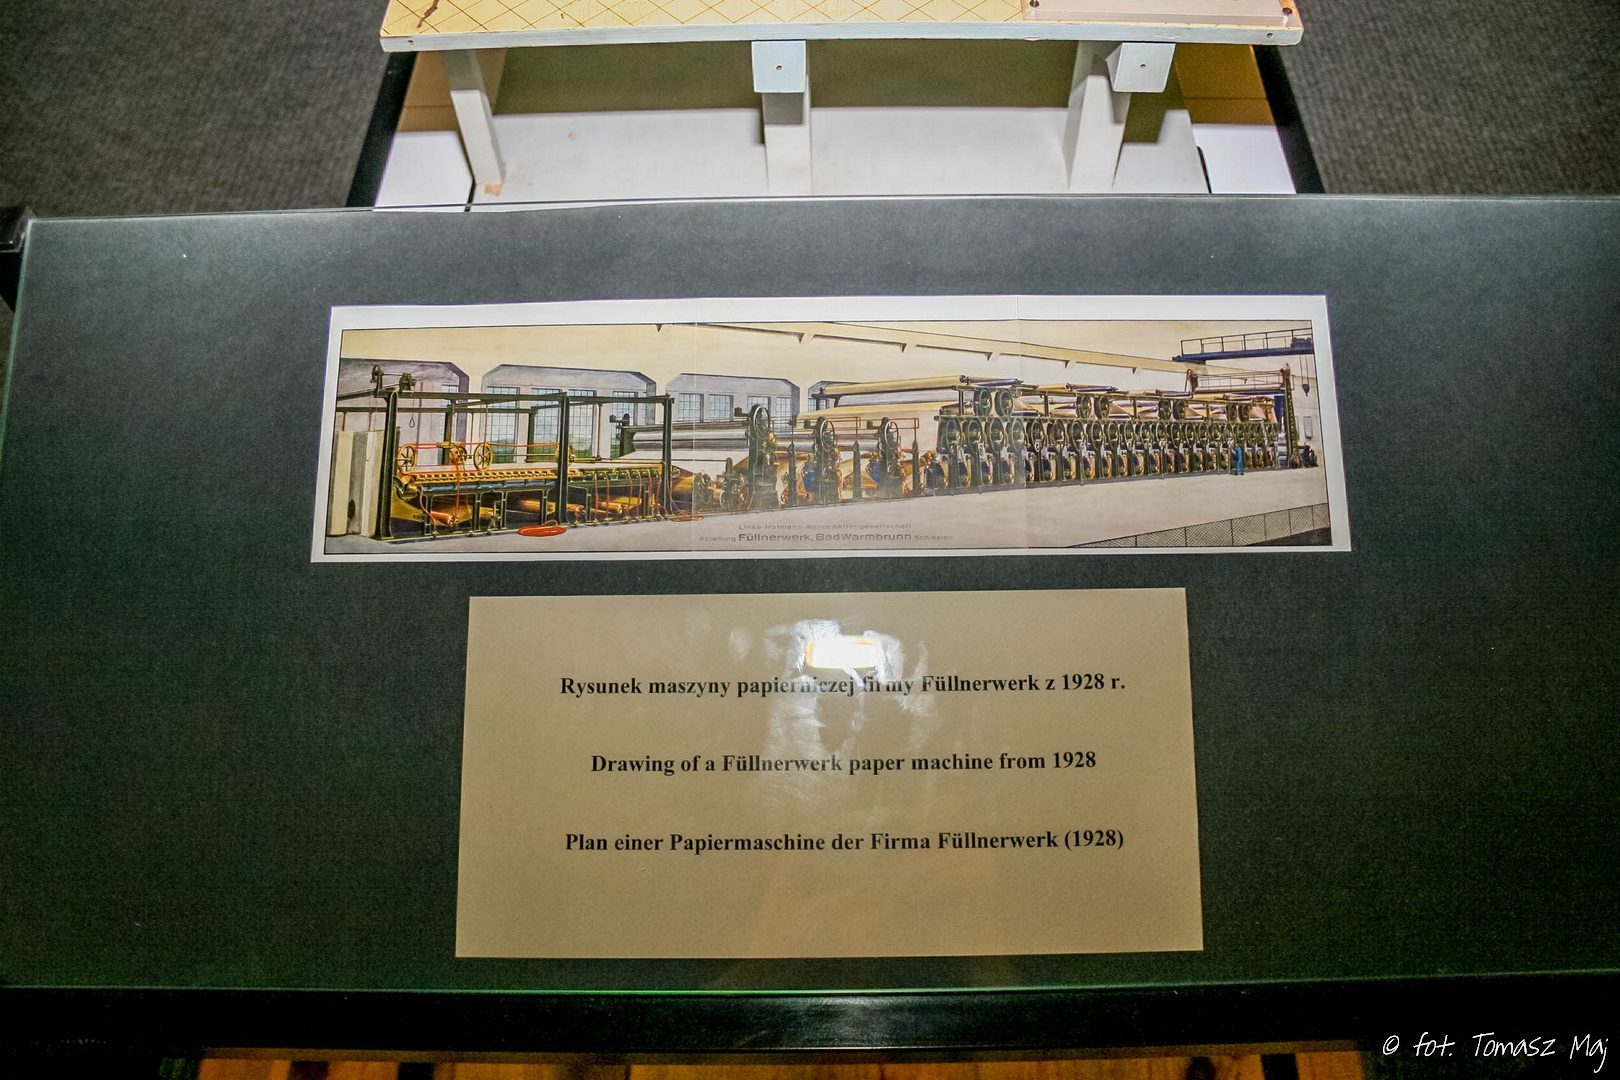 Linke-Hofmann-Werke Aktiengesellschaft
Abteilung Füllnerwerk, Bad Warmbrunn Schlesien
Rysunek maszyny papierniczej firmy Füllnerwerk z 1928 r.
Drawing of a Füllnerwerk paper machine from 1928
Plan einer Papiermaschine der Firma Füllnerwerk (1928)
© fot. Tomasz Maj